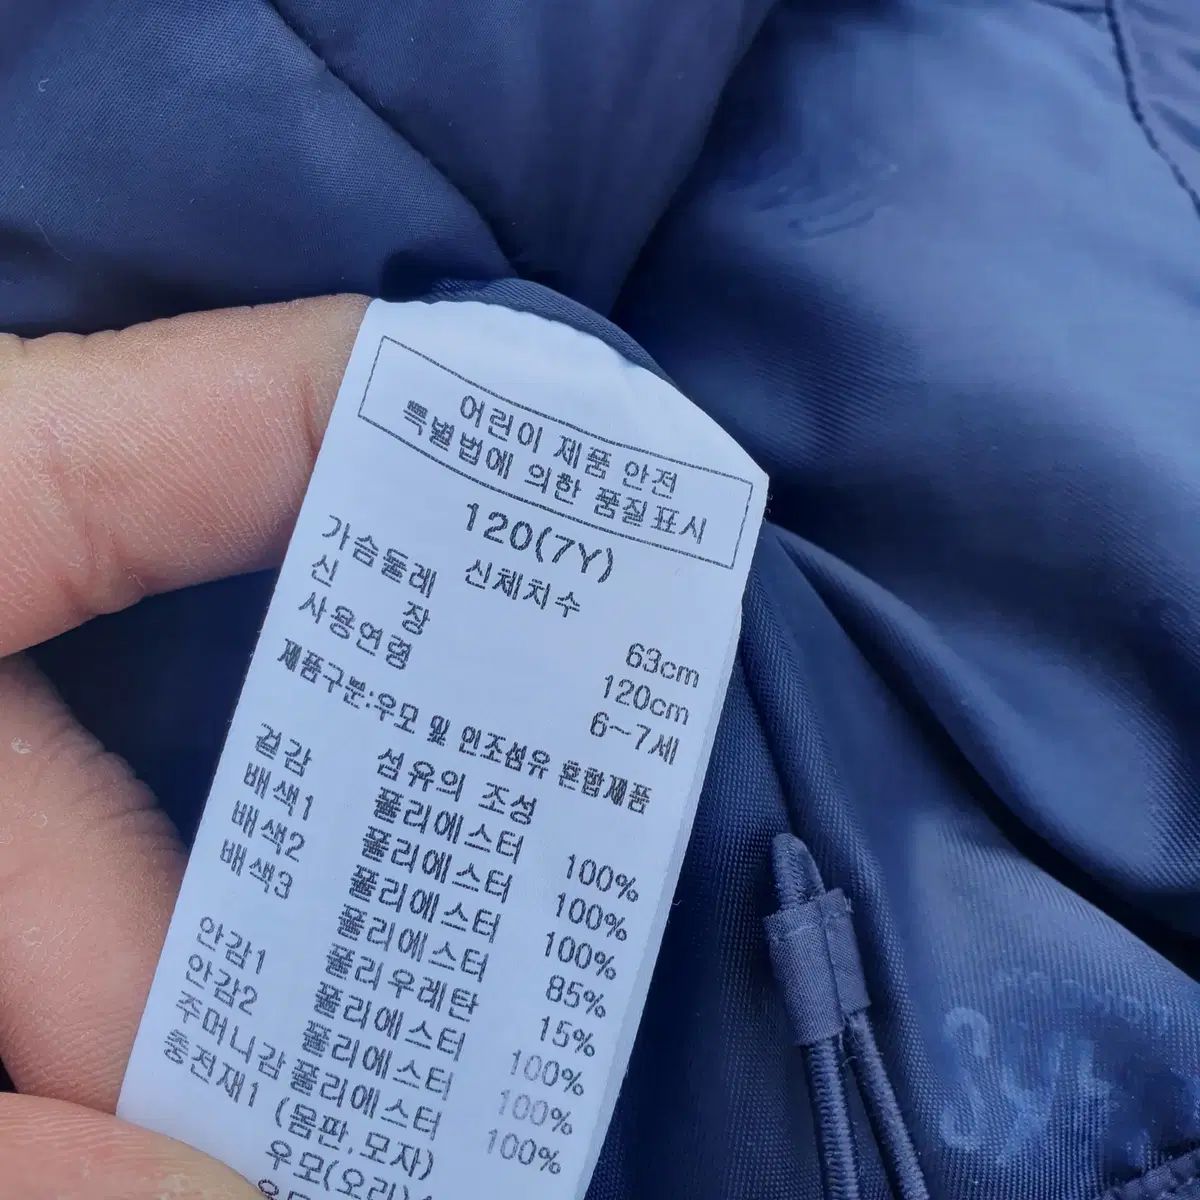 어린이 제품 안전
특별법에 의한 품질표시
120(7Y)
신체치수
가슴둘레 63cm
신 장 120cm
사용연령 6~7세
제품구분:우모 및 인조섬유 혼합제품
섬유의 조성
겉감 폴리에스터 100%
배색1 폴리에스터 100%
배색2 폴리에스터 100%
배색3 폴리에스터 85%
폴리우레탄 15%
안감1 폴리에스터 100%
안감2 폴리에스터 100%
주머니감 폴리에스터 100%
충전재1 (몸판,모자)
우모(오리)